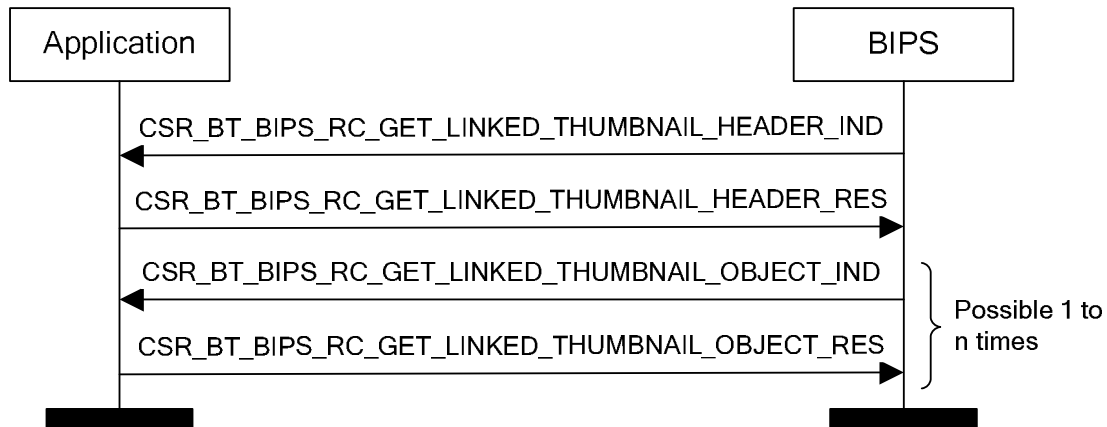 Application
BIPS
CSR_BT_BIPS_RC_GET_LINKED_THUMBNAIL_HEADER_IND
CSR_BT_BIPS_RC_GET_LINKED_THUMBNAIL_HEADER_RES
CSR_BT_BIPS_RC_GET_LINKED_THUMBNAIL_OBJECT_IND
CSR_BT_BIPS_RC_GET_LINKED_THUMBNAIL_OBJECT_RES
Possible 1 to
n times